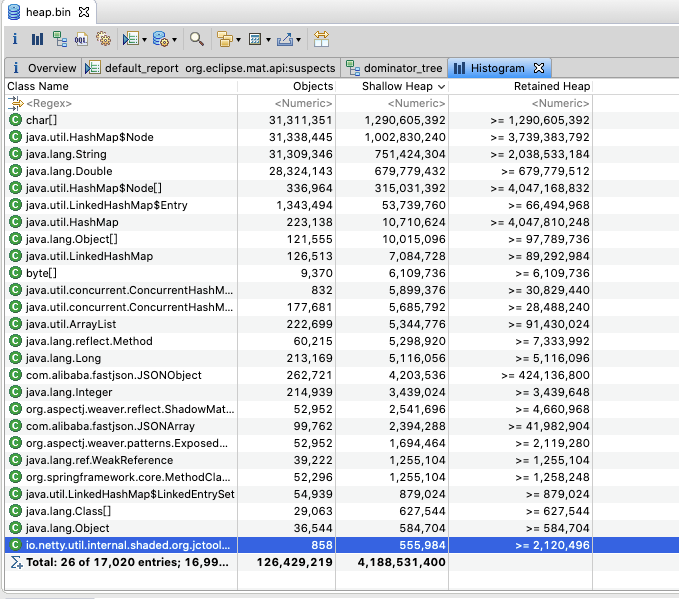 heap.bin
i OQL
i Overview default_report org.eclipse.mat.api:suspects dominator_tree Histogram
Class Name Objects Shallow Heap Retained Heap
<Regex> <Numeric> <Numeric> <Numeric>
char[] 31,311,351 1,290,605,392 >= 1,290,605,392
java.util.HashMap$Node 31,338,445 1,002,830,240 >= 3,739,383,792
java.lang.String 31,309,346 751,424,304 >= 2,038,533,184
java.lang.Double 28,324,143 679,779,432 >= 679,779,512
java.util.HashMap$Node[] 336,964 315,031,392 >= 4,047,168,832
java.util.LinkedHashMap$Entry 1,343,494 53,739,760 >= 66,494,968
java.util.HashMap 223,138 10,710,624 >= 4,047,810,248
java.lang.Object[] 121,555 10,015,096 >= 97,789,736
java.util.LinkedHashMap 126,513 7,084,728 >= 89,292,984
byte[] 9,370 6,109,736 >= 6,109,736
java.util.concurrent.ConcurrentHashM... 832 5,899,376 >= 30,829,440
java.util.concurrent.ConcurrentHashM... 177,681 5,685,792 >= 28,488,240
java.util.ArrayList 222,699 5,344,776 >= 91,430,024
java.lang.reflect.Method 60,215 5,298,920 >= 7,333,992
java.lang.Long 213,169 5,116,056 >= 5,116,096
com.alibaba.fastjson.JSONObject 262,721 4,203,536 >= 424,136,800
java.lang.Integer 214,939 3,439,024 >= 3,439,648
org.aspectj.weaver.reflect.ShadowMat... 52,952 2,541,696 >= 4,660,968
com.alibaba.fastjson.JSONArray 99,762 2,394,288 >= 41,982,904
org.aspectj.weaver.patterns.Exposed... 52,952 1,694,464 >= 2,119,280
java.lang.ref.WeakReference 39,222 1,255,104 >= 1,255,104
org.springframework.core.MethodCla... 52,296 1,255,104 >= 1,258,248
java.util.LinkedHashMap$LinkedEntrySet 54,939 879,024 >= 879,024
java.lang.Class[] 29,063 627,544 >= 627,544
java.lang.Object 36,544 584,704 >= 584,704
io.netty.util.internal.shaded.org.jctool... 858 555,984 >= 2,120,496
Total: 26 of 17,020 entries; 16,99... 126,429,219 4,188,531,400